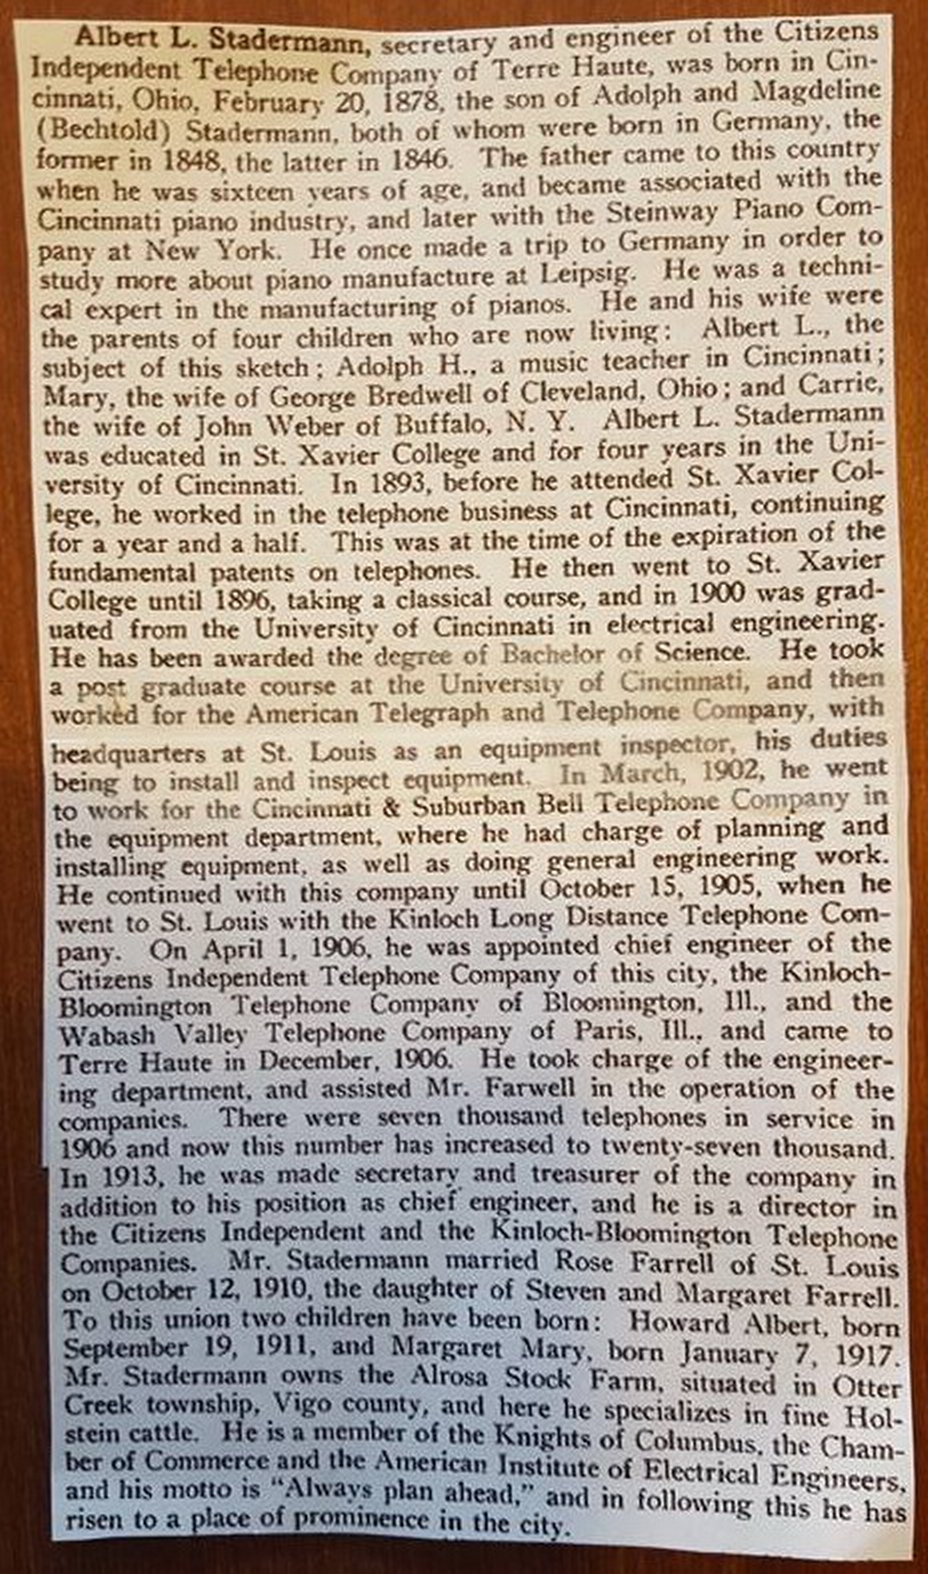 Albert L. Stadermann, secretary and engineer of the Citizens
Independent Telephone Company of Terre Haute, was born in Cin-
cinnati, Ohio, February 20, 1878, the son of Adolph and Magdeline
(Bechtold) Stadermann, both of whom were born in Germany, the
former in 1848, the latter in 1846. The father came to this country
when he was sixteen years of age, and became associated with the
Cincinnati piano industry, and later with the Steinway Piano Com-
pany at New York. He once made a trip to Germany in order to
study more about piano manufacture at Leipsig. He was a techni-
cal expert in the manufacturing of pianos. He and his wife were
the parents of four children who are now living: Albert L., the
subject of this sketch; Adolph H., a music teacher in Cincinnati;
Mary, the wife of George Bredwell of Cleveland, Ohio; and Carrie,
the wife of John Weber of Buffalo, N. Y. Albert L. Stadermann
was educated in St. Xavier College and for four years in the Uni-
versity of Cincinnati. In 1893, before he attended St. Xavier Col-
lege, he worked in the telephone business at Cincinnati, continuing
for a year and a half. This was at the time of the expiration of the
fundamental patents on telephones. He then went to St. Xavier
College until 1896, taking a classical course, and in 1900 was grad-
uated from the University of Cincinnati in electrical engineering.
He has been awarded the degree of Bachelor of Science. He took
a post graduate course at the University of Cincinnati, and then
worked for the American Telegraph and Telephone Company, with
headquarters at St. Louis as an equipment inspector, his duties
being to install and inspect equipment. In March, 1902, he went
to work for the Cincinnati & Suburban Bell Telephone Company in
the equipment department, where he had charge of planning and
installing equipment, as well as doing general engineering work.
He continued with this company until October 15, 1905, when he
went to St. Louis with the Kinloch Long Distance Telephone Com-
pany. On April 1, 1906, he was appointed chief engineer of the
Citizens Independent Telephone Company of this city, the Kinloch-
Bloomington Telephone Company of Bloomington, Ill., and the
Wabash Valley Telephone Company of Paris, Ill., and came to
Terre Haute in December, 1906. He took charge of the engineer-
ing department, and assisted Mr. Farwell in the operation of the
companies. There were seven thousand telephones in service in
1906 and now this number has increased to twenty-seven thousand.
In 1913, he was made secretary and treasurer of the company in
addition to his position as chief engineer, and he is a director in
the Citizens Independent and the Kinloch-Bloomington Telephone
Companies. Mr. Stadermann married Rose Farrell of St. Louis
on October 12, 1910, the daughter of Steven and Margaret Farrell.
To this union two children have been born: Howard Albert, born
September 19, 1911, and Margaret Mary, born January 7, 1917.
Mr. Stadermann owns the Alrosa Stock Farm, situated in Otter
Creek township, Vigo county, and here he specializes in fine Hol-
stein cattle. He is a member of the Knights of Columbus, the Cham-
ber of Commerce and the American Institute of Electrical Engineers,
and his motto is "Always plan ahead," and in following this he has
risen to a place of prominence in the city.